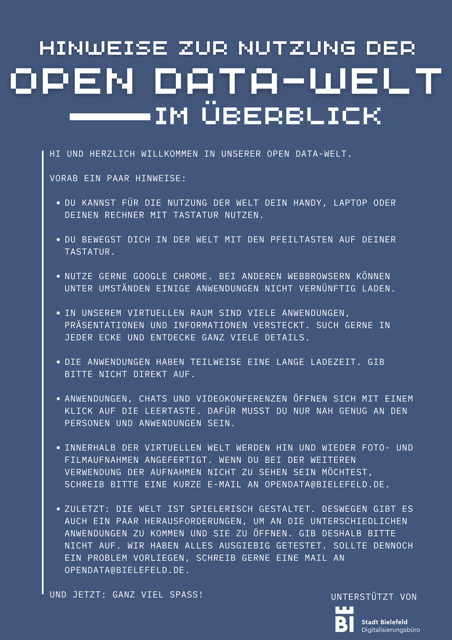 HINWEISE ZUR NUTZUNG DER
OPEN DATA-WELT
IM ÜBERBLICK
HI UND HERZLICH WILLKOMMEN IN UNSERER OPEN DATA-WELT.
VORAB EIN PAAR HINWEISE:
• DU KANNST FÜR DIE NUTZUNG DER WELT DEIN HANDY, LAPTOP ODER
DEINEN RECHNER MIT TASTATUR NUTZEN.
• DU BEWEGST DICH IN DER WELT MIT DEN PFEILTASTEN AUF DEINER
TASTATUR.
• NUTZE GERNE GOOGLE CHROME. BEI ANDEREN WEBBROWSERN KÖNNEN
UNTER UMSTÄNDEN EINIGE ANWENDUNGEN NICHT VERNÜNFTIG LADEN.
• IN UNSEREM VIRTUELLEN RAUM SIND VIELE ANWENDUNGEN,
PRÄSENTATIONEN UND INFORMATIONEN VERSTECKT. SUCH GERNE IN
JEDER ECKE UND ENTDECKE GANZ VIELE DETAILS.
• DIE ANWENDUNGEN HABEN TEILWEISE EINE LANGE LADEZEIT. GIB
BITTE NICHT DIREKT AUF.
• ANWENDUNGEN, CHATS UND VIDEOKONFERENZEN ÖFFNEN SICH MIT EINEM
KLICK AUF DIE LEERTASTE. DAFÜR MUSST DU NUR NAH GENUG AN DEN
PERSONEN UND ANWENDUNGEN SEIN.
• INNERHALB DER VIRTUELLEN WELT WERDEN HIN UND WIEDER FOTO- UND
FILMAUFNAHMEN ANGEFERTIGT. WENN DU BEI DER WEITEREN
VERWENDUNG DER AUFNAHMEN NICHT ZU SEHEN SEIN MÖCHTEST,
SCHREIB BITTE EINE KURZE E-MAIL AN OPENDATA@BIELEFELD.DE.
• ZULETZT: DIE WELT IST SPIELERISCH GESTALTET. DESWEGEN GIBT ES
AUCH EIN PAAR HERAUSFORDERUNGEN, UM AN DIE UNTERSCHIEDLICHEN
ANWENDUNGEN ZU KOMMEN UND SIE ZU ÖFFNEN. GIB DESHALB BITTE
NICHT AUF. WIR HABEN ALLES AUSGIEBIG GETESTET. SOLLTE DENNOCH
EIN PROBLEM VORLIEGEN, SCHREIB GERNE EINE MAIL AN
OPENDATA@BIELEFELD.DE.
UND JETZT: GANZ VIEL SPASS!
UNTERSTÜTZT VON
BI
Stadt Bielefeld
Digitalisierungsbüro